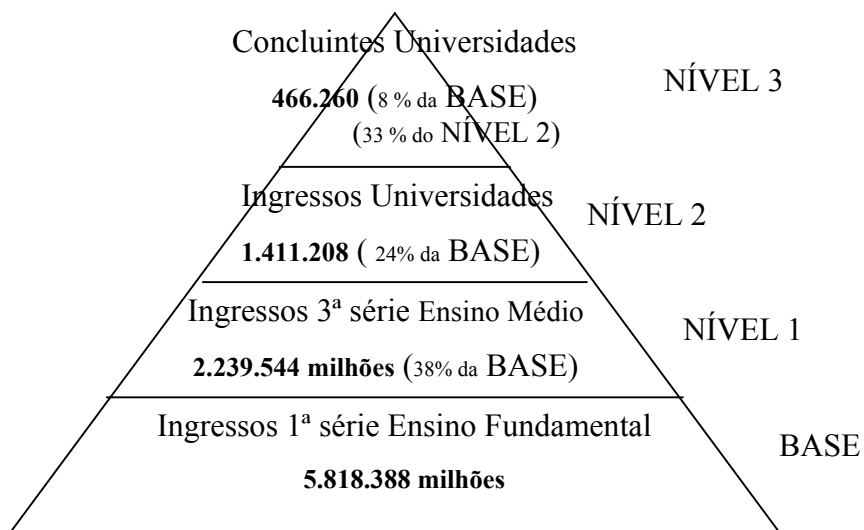 Concluintes Universidades
466.260 (8 % da BASE)
(33 % do NÍVEL 2)
NÍVEL 3
Ingressos Universidades
1.411.208 ( 24% da BASE)
NÍVEL 2
Ingressos 3ª série Ensino Médio
2.239.544 milhões (38% da BASE)
NÍVEL 1
Ingressos 1ª série Ensino Fundamental
5.818.388 milhões
BASE